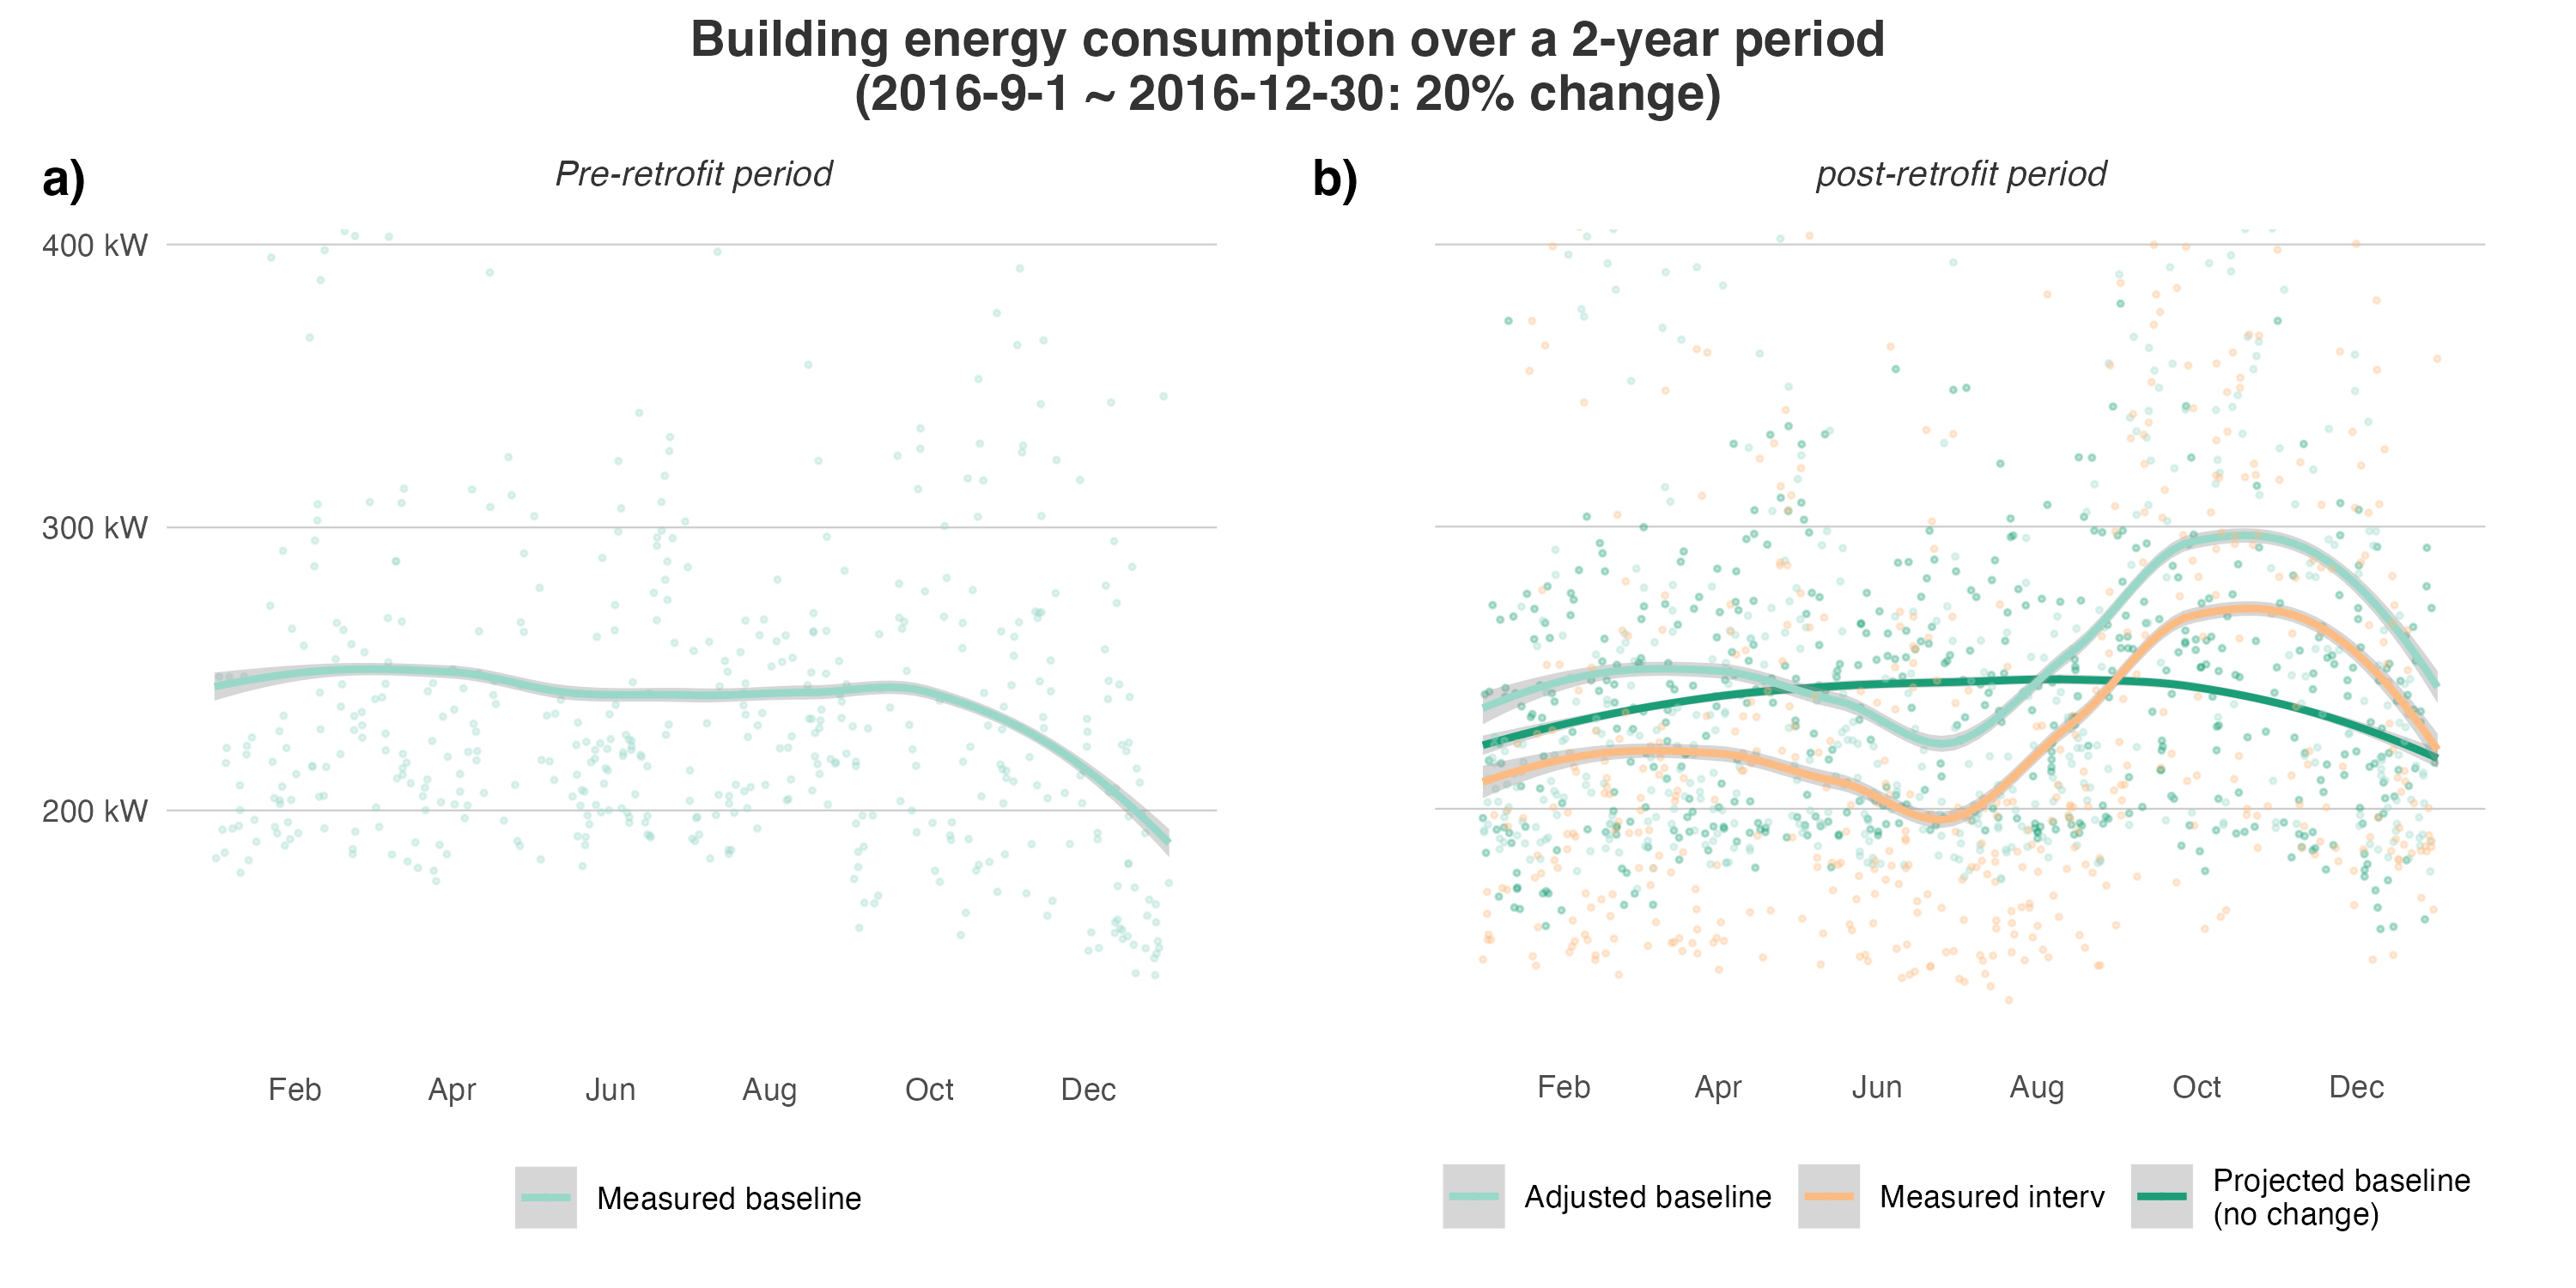 Building energy consumption over a 2-year period
(2016-9-1 ~ 2016-12-30: 20% change)
a)
Pre-retrofit period
400 kW
300 kW
200 kW
Feb Apr Jun Aug Oct Dec
Measured baseline
b)
post-retrofit period
Feb Apr Jun Aug Oct Dec
Adjusted baseline
Measured interv
Projected baseline
(no change)